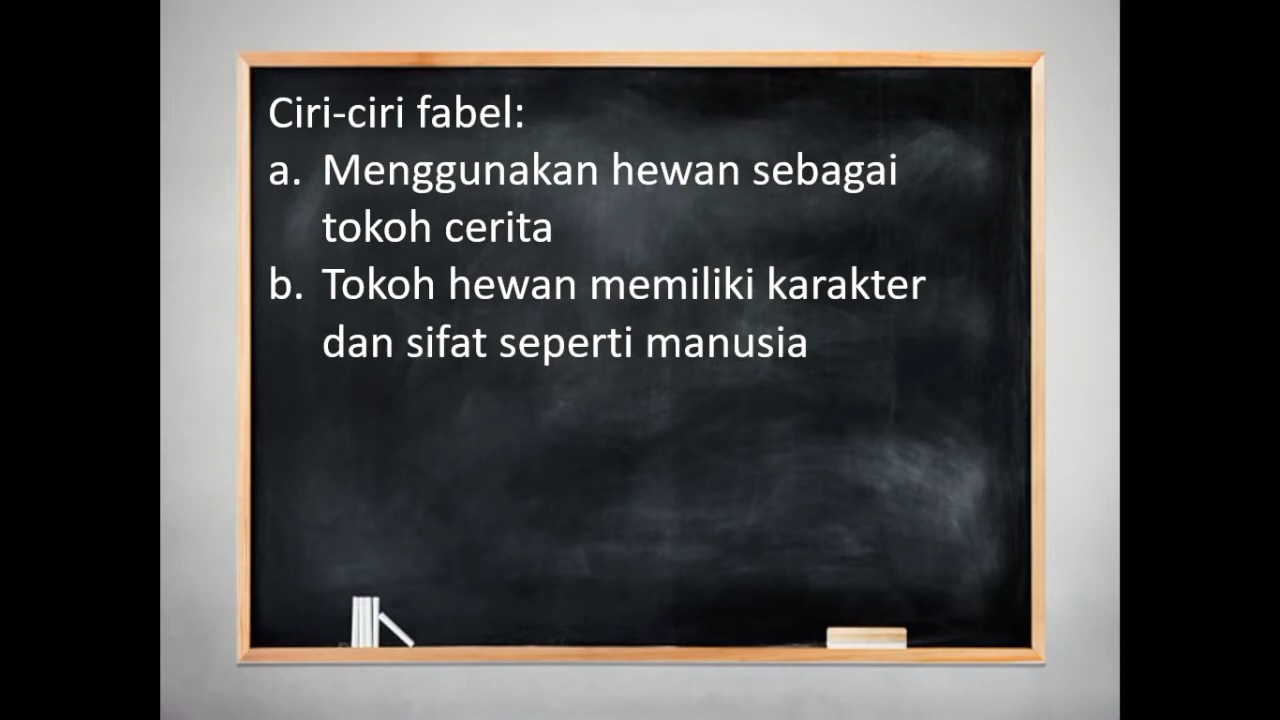 Ciri-ciri fabel:
a. Menggunakan hewan sebagai
tokoh cerita
b. Tokoh hewan memiliki karakter
dan sifat seperti manusia